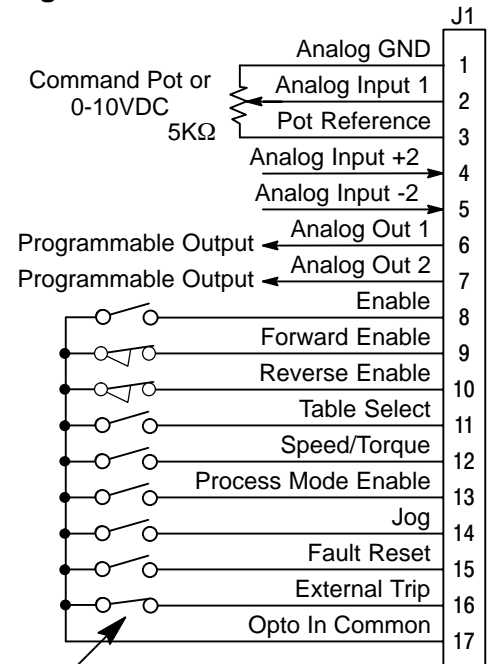 J1
Analog GND 1
Command Pot or
0-10VDC
Analog Input 1 2
5KΩ
Pot Reference 3
Analog Input +2 4
Analog Input -2 5
Programmable Output Analog Out 1 6
Programmable Output Analog Out 2 7
Enable 8
Forward Enable 9
Reverse Enable 10
Table Select 11
Speed/Torque 12
Process Mode Enable 13
Jog 14
Fault Reset 15
External Trip 16
Opto In Common 17